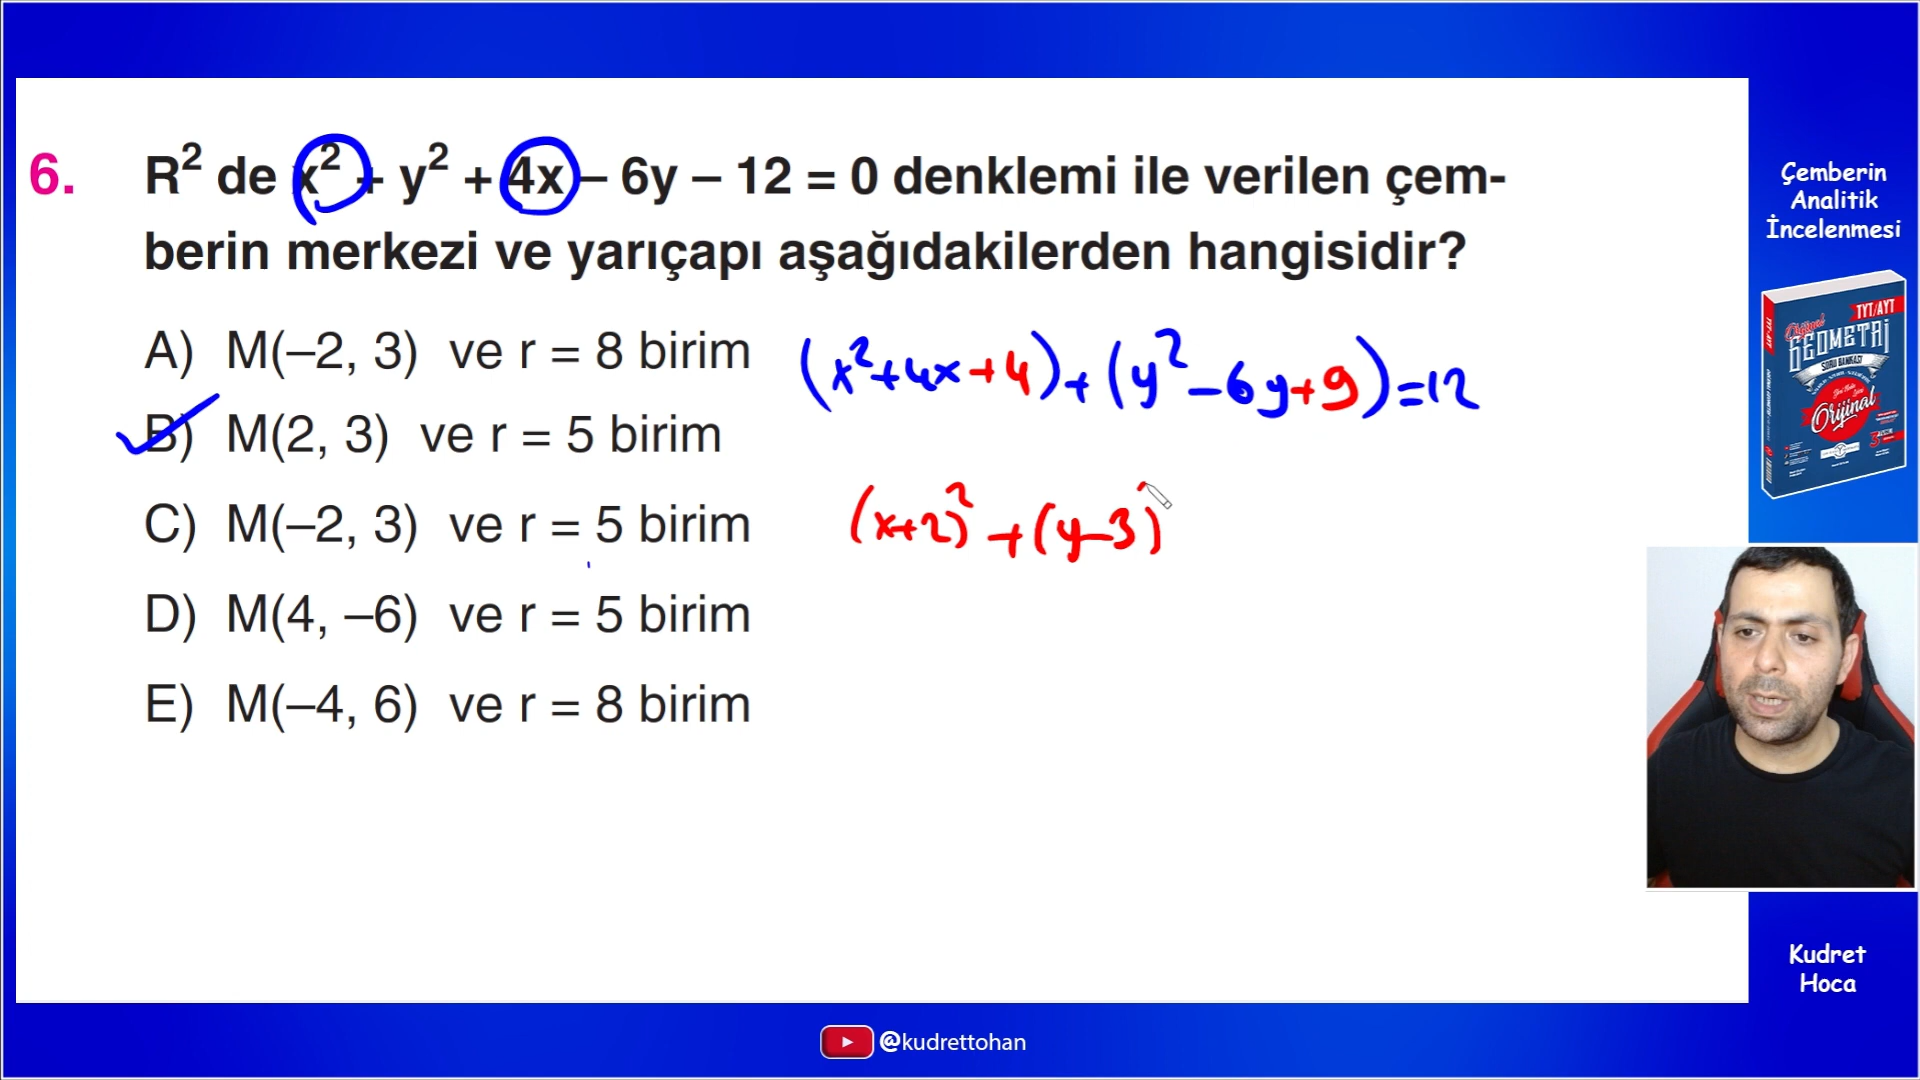 6. R² de x² + y² + 4x – 6y – 12 = 0 denklemi ile verilen çem-
berin merkezi ve yarıçapı aşağıdakilerden hangisidir?
A) M(–2, 3) ve r = 8 birim
B) M(2, 3) ve r = 5 birim
C) M(–2, 3) ve r = 5 birim
D) M(4, –6) ve r = 5 birim
E) M(–4, 6) ve r = 8 birim
(x²+4x+4)+(y²-6y+9)=12
(x+2)²+(y-3)
Çemberin
Analitik
İncelenmesi
TYT/AYT
Orijinal
GEOMETRİ
SORU BANKASI
Orijinal
Kudret
Hoca
@kudrettohan